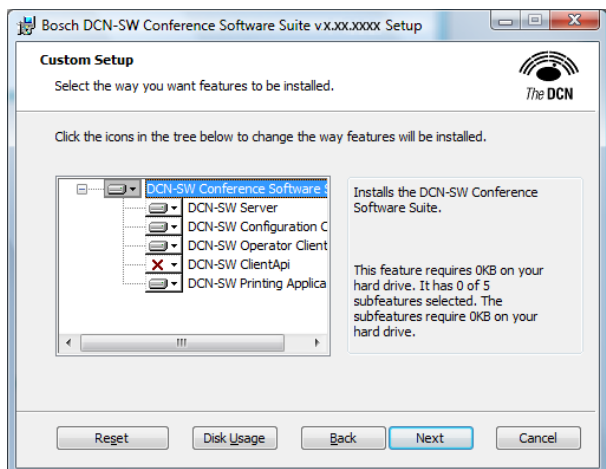 Bosch DCN-SW Conference Software Suite vx.xx.xxxx Setup
Custom Setup
Select the way you want features to be installed.
The DCN
Click the icons in the tree below to change the way features will be installed.
DCN-SW Conference Software S
DCN-SW Server
DCN-SW Configuration C
DCN-SW Operator Client
DCN-SW ClientApi
DCN-SW Printing Applica
Installs the DCN-SW Conference
Software Suite.
This feature requires 0KB on your
hard drive. It has 0 of 5
subfeatures selected. The
subfeatures require 0KB on your
hard drive.
Reset
Disk Usage
Back
Next
Cancel